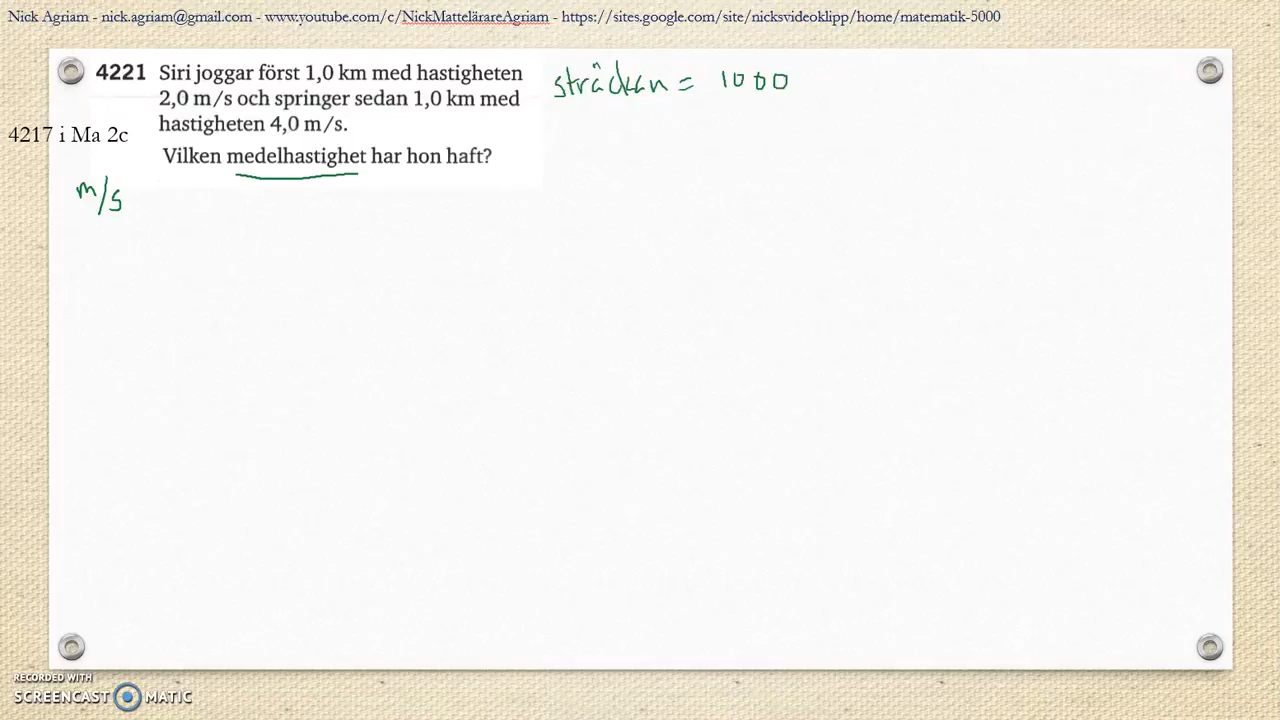 Nick Agriam - nick.agriam@gmail.com - www.youtube.com/c/NickMattelärareAgriam - https://sites.google.com/site/nicksvideoklipp/home/matematik-5000
4221 Siri joggar först 1,0 km med hastigheten
2,0 m/s och springer sedan 1,0 km med
hastigheten 4,0 m/s.
Vilken medelhastighet har hon haft?
sträckan = 1000
4217 i Ma 2c
m/s
RECORDED WITH
SCREENCAST MATIC